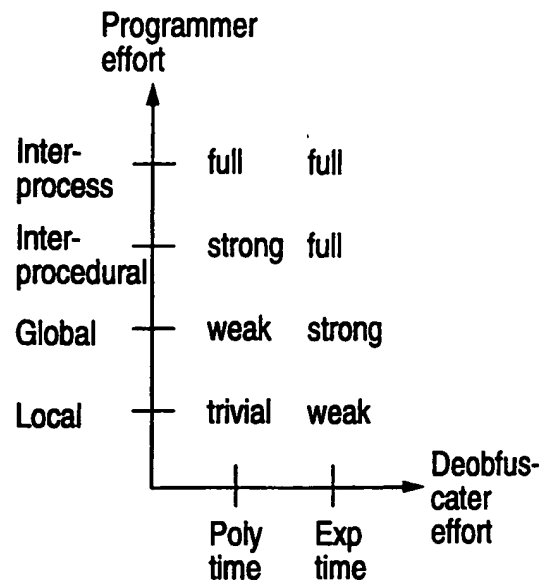 Programmer
effort
Inter-
process
full full
Inter-
procedural
strong full
Global weak strong
Local trivial weak
Deobfus-
cater
effort
Poly
time
Exp
time